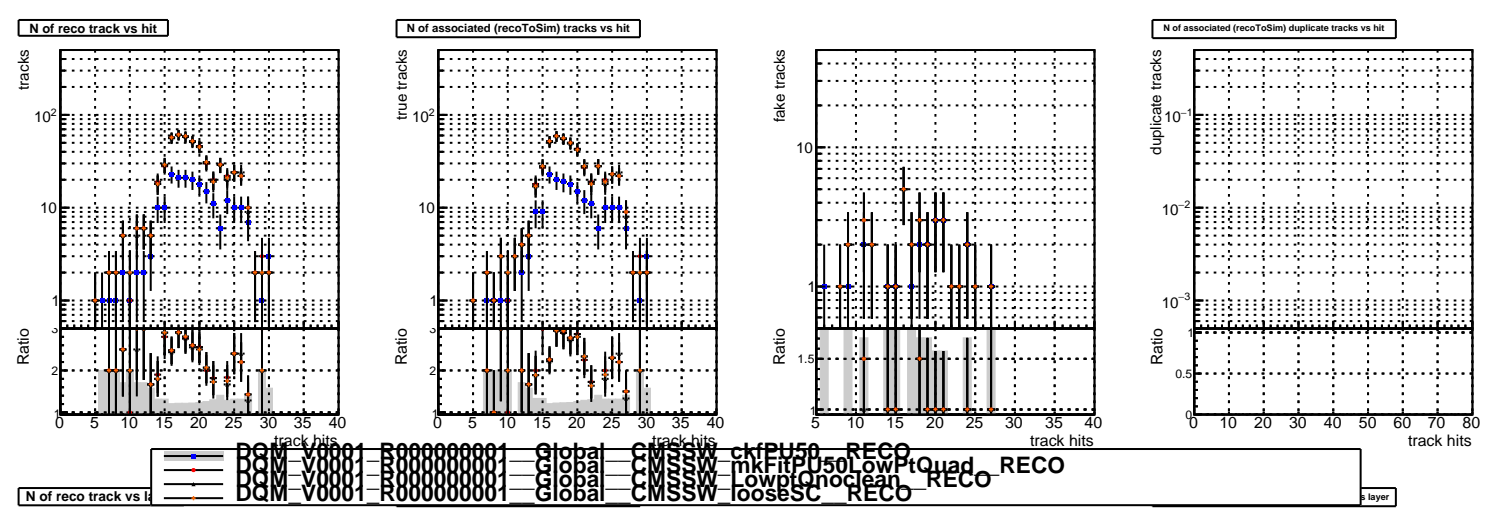 N of reco track vs hit
N of associated (recoToSim) tracks vs hit
N of associated (recoToSim) duplicate tracks vs hit
tracks
10²
10
1
Ratio
3
2
1
0 5 10 15 20 25 30 35 40
track hits
true tracks
10²
10
1
Ratio
3
2
1
0 5 10 15 20 25 30 35 40
track hits
fake tracks
10
1
Ratio
1.5
1
5 10 15 20 25 30 35 40
track hits
duplicate tracks
10⁻¹
10⁻²
10⁻³
Ratio
1
0.5
0
0 10 20 30 40 50 60 70 80
track hits
DQM_V0001_R000000001__Global__CMSSW_ckfPU50__RECO
DQM_V0001_R000000001__Global__CMSSW_mkFitPU50LowPtQuad__RECO
DQM_V0001_R000000001__Global__CMSSW_LowptQnoclean__RECO
DQM_V0001_R000000001__Global__CMSSW_looseSC__RECO
N of reco track vs
layer